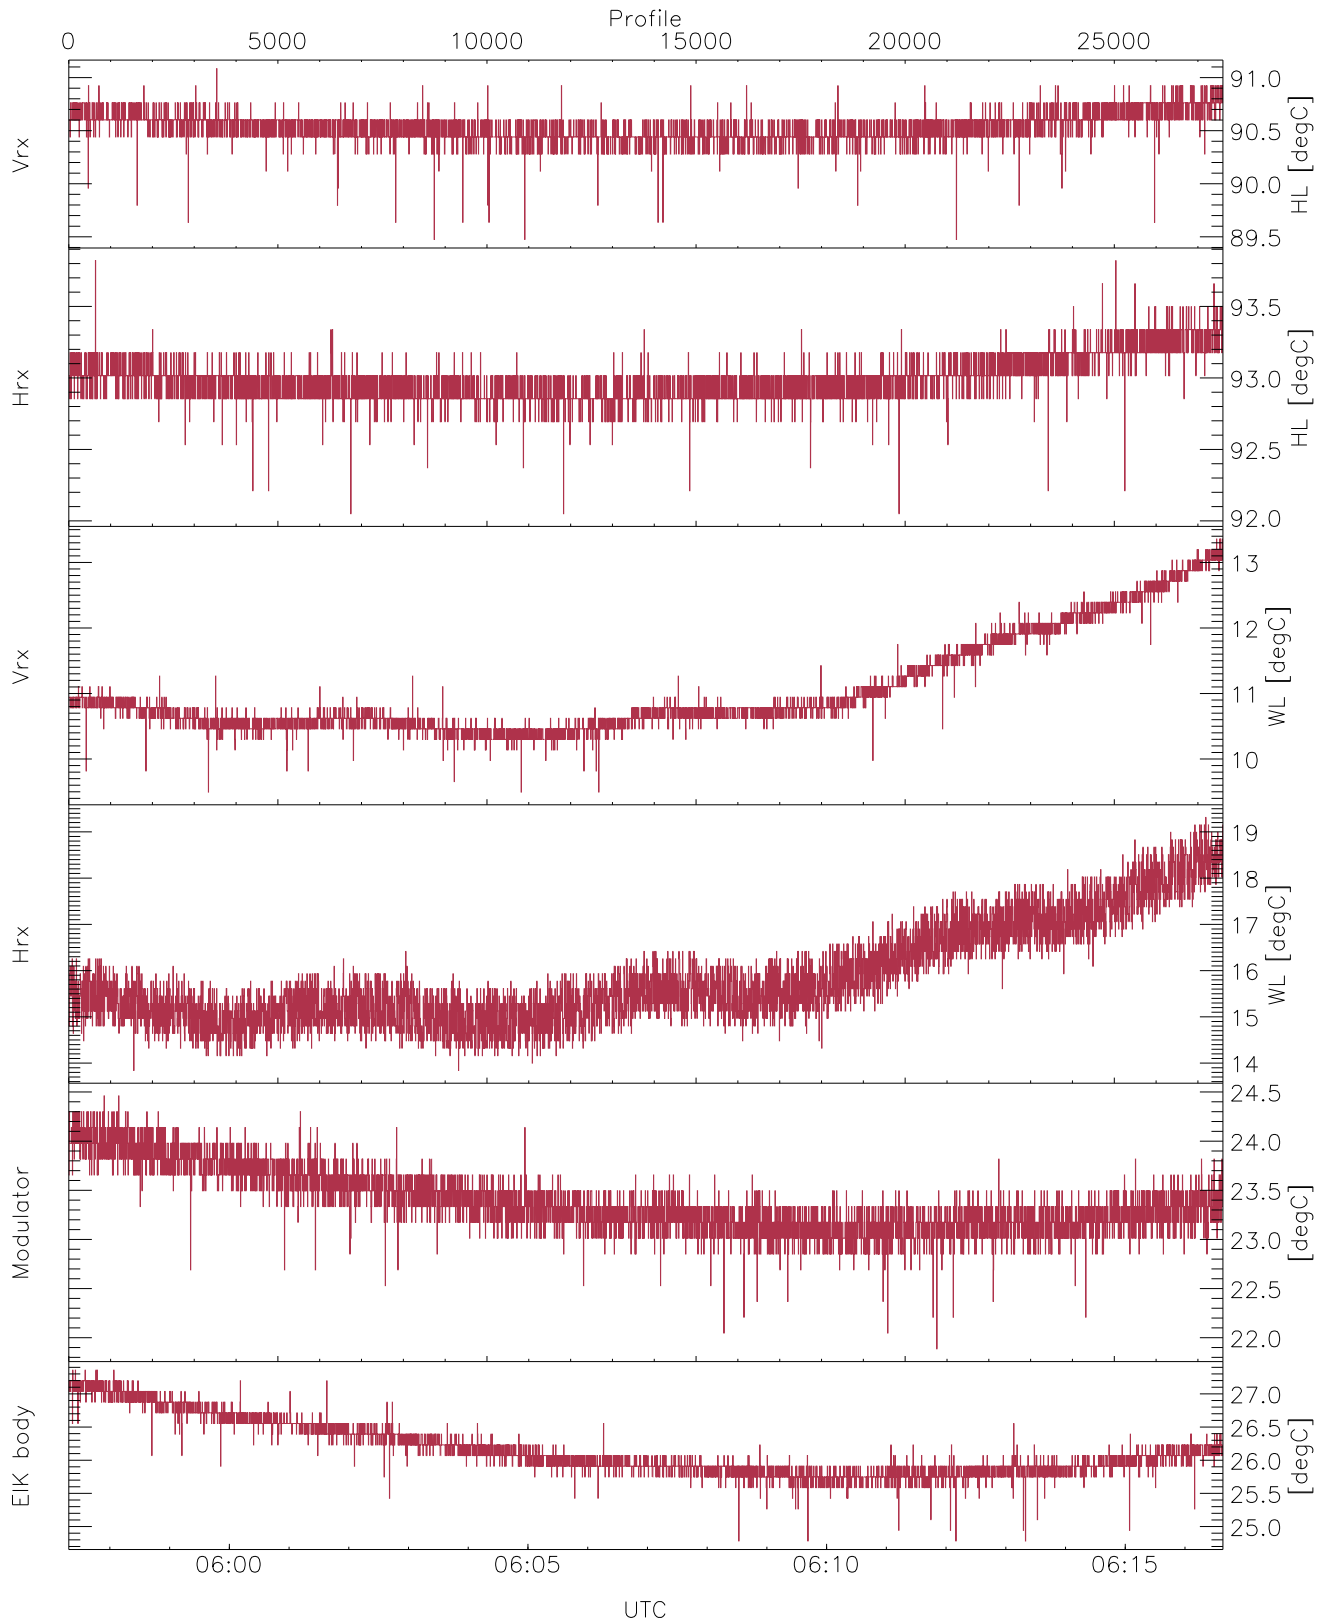 Profile
0 5000 10000 15000 20000 25000
Vrx
91.0
90.5
90.0
89.5
HL [degC]
Hrx
93.5
93.0
92.5
92.0
HL [degC]
Vrx
13
12
11
10
WL [degC]
Hrx
19
18
17
16
15
14
WL [degC]
Modulator
24.5
24.0
23.5
23.0
22.5
22.0
[degC]
EIK body
27.0
26.5
26.0
25.5
25.0
[degC]
06:00 06:05 06:10 06:15
UTC